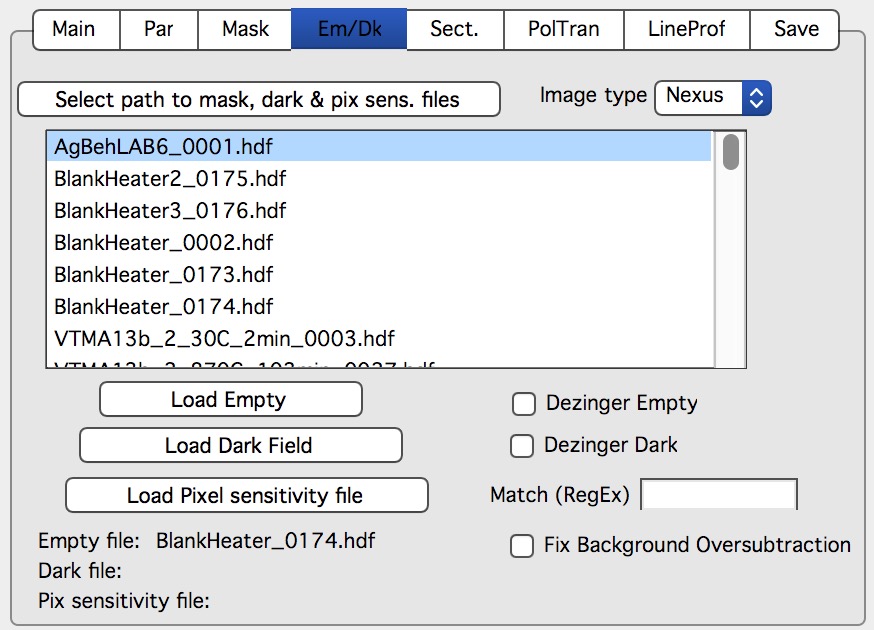 Main Par Mask Em/Dk Sect. PolTran LineProf Save
Select path to mask, dark & pix sens. files Image type Nexus
AgBehLAB6_0001.hdf
BlankHeater2_0175.hdf
BlankHeater3_0176.hdf
BlankHeater_0002.hdf
BlankHeater_0173.hdf
BlankHeater_0174.hdf
VTMA13b_2_30C_2min_0003.hdf
Load Empty Dezinger Empty
Load Dark Field Dezinger Dark
Load Pixel sensitivity file Match (RegEx)
Empty file: BlankHeater_0174.hdf Fix Background Oversubtraction
Dark file:
Pix sensitivity file: